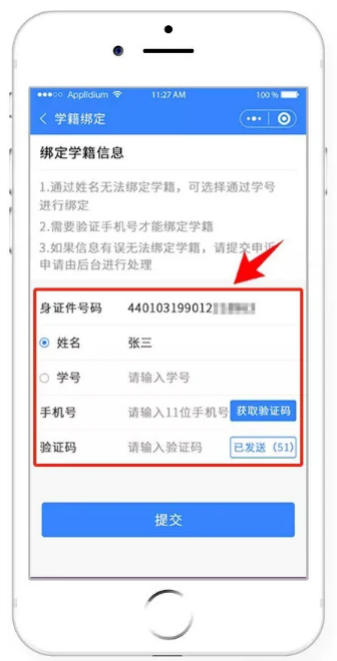 Applidium 11:27 AM 100 %
学籍绑定
绑定学籍信息
1.通过姓名无法绑定学籍，可选择通过学号
进行绑定
2.需要验证手机号才能绑定学籍
3.如果信息有误无法绑定学籍，请提交申诉
申请由后台进行处理
身证件号码 440103199012
姓名 张三
学号 请输入学号
手机号 请输入11位手机号 获取验证码
验证码 请输入验证码 已发送（51）
提交